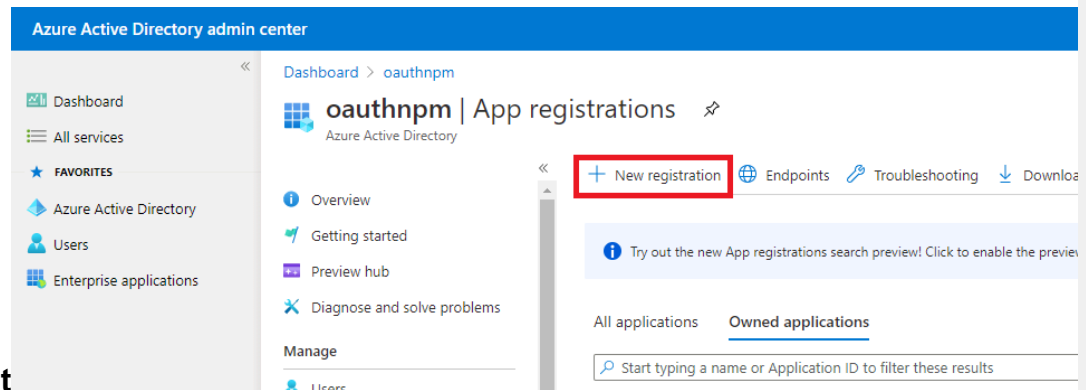 Azure Active Directory admin center
Dashboard > oauthnpm
oauthnpm | App registrations
Azure Active Directory
Dashboard
All services
FAVORITES
Azure Active Directory
Users
Enterprise applications
Overview
Getting started
Preview hub
Diagnose and solve problems
Manage
Users
+ New registration Endpoints Troubleshooting Downloa
Try out the new App registrations search preview! Click to enable the preview
All applications Owned applications
Start typing a name or Application ID to filter these results
t